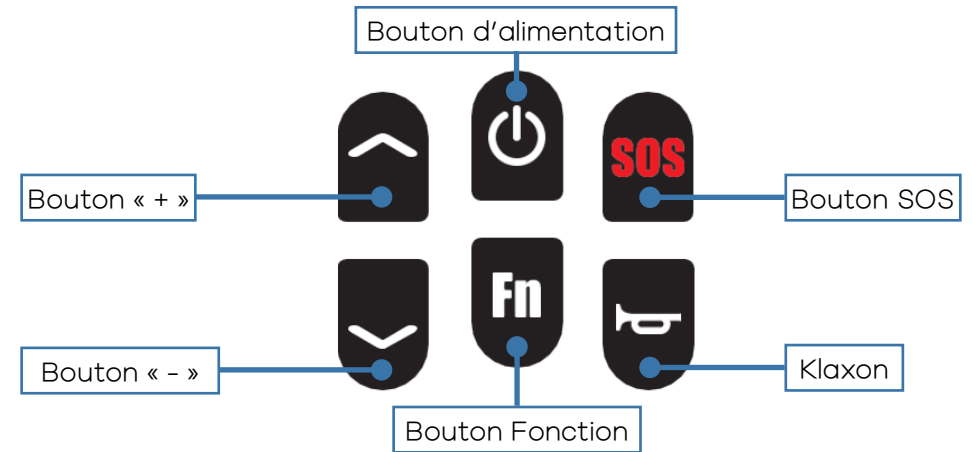 Bouton d'alimentation
SOS
Bouton « + »
Bouton SOS
Fn
Bouton « - »
Klaxon
Bouton Fonction